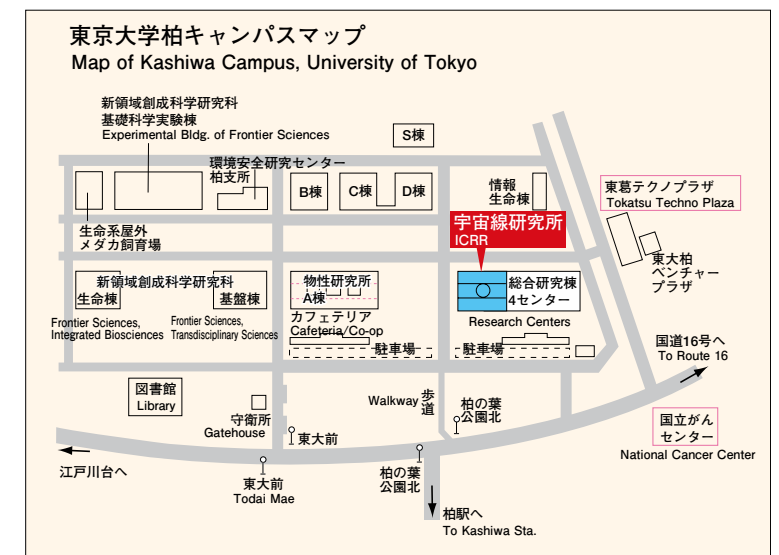 東京大学柏キャンパスマップ
Map of Kashiwa Campus, University of Tokyo
新領域創成科学研究科
基礎科学実験棟
Experimental Bldg. of Frontier Sciences
S棟
環境安全研究センター
柏支所
B棟
C棟
D棟
情報
生命棟
東葛テクノプラザ
Tokatsu Techno Plaza
生命系屋外
メダカ飼育場
宇宙線研究所
ICRR
東大柏
ベンチャー
プラザ
新領域創成科学研究科
生命棟
基盤棟
物性研究所
A棟
総合研究棟
4センター
Frontier Sciences,
Integrated Biosciences
Frontier Sciences,
Transdisciplinary Sciences
カフェテリア
Cafeteria/Co-op
Research Centers
駐車場
駐車場
国道16号へ
To Route 16
図書館
Library
守衛所
Gatehouse
Walkway
歩道
柏の葉
公園北
東大前
国立がん
センター
National Cancer Center
江戸川台へ
東大前
Todai Mae
柏の葉
公園北
柏駅へ
To Kashiwa Sta.